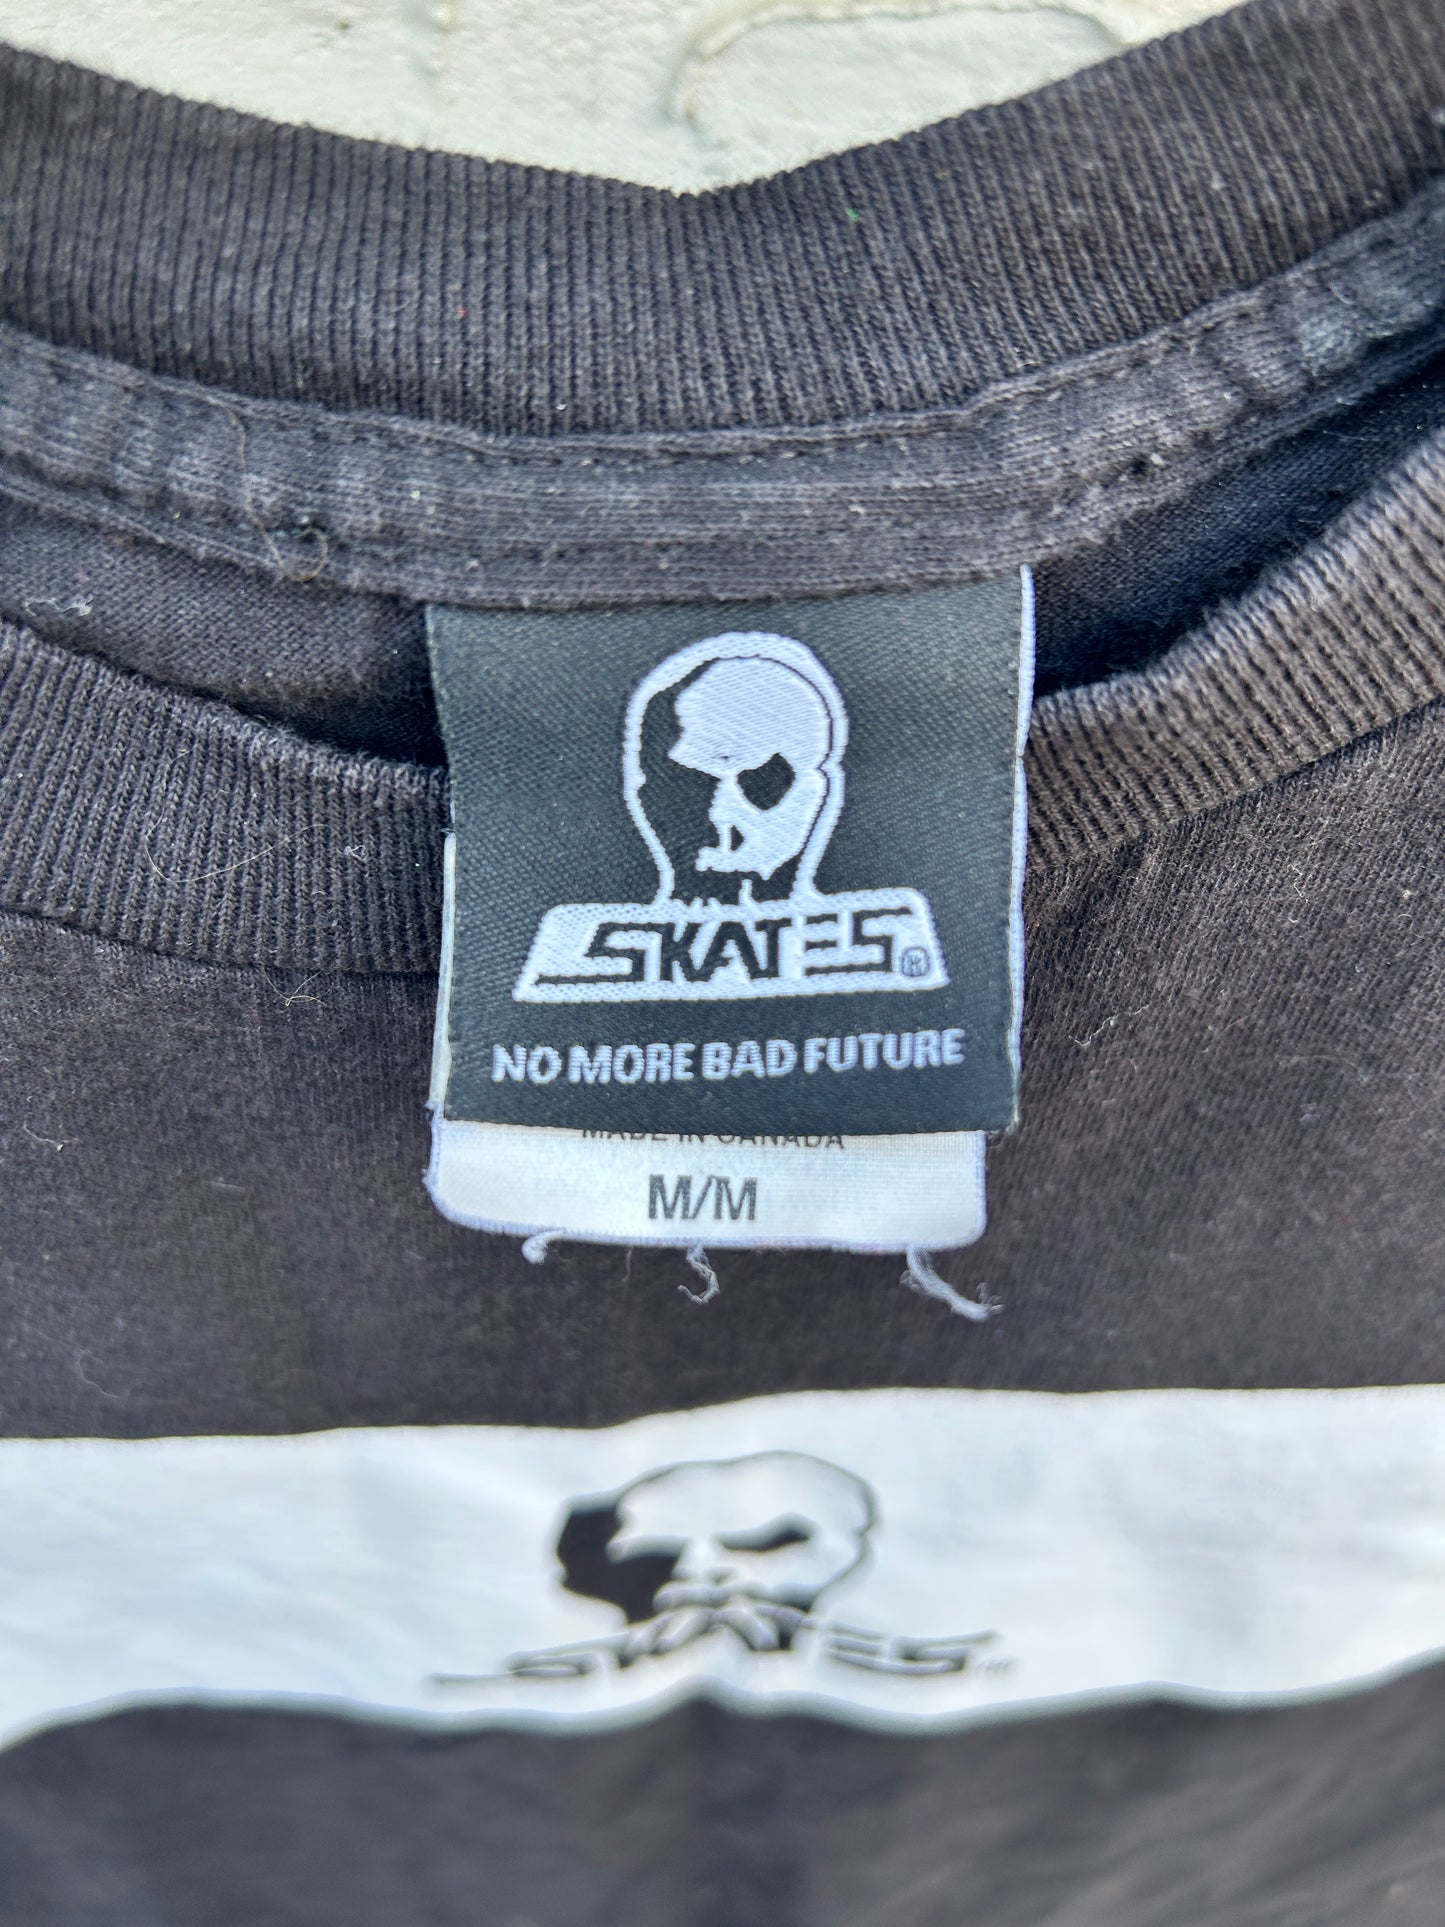 SKATES®
NO MORE BAD FUTURE
MADE IN CANADA
M/M
SKATES